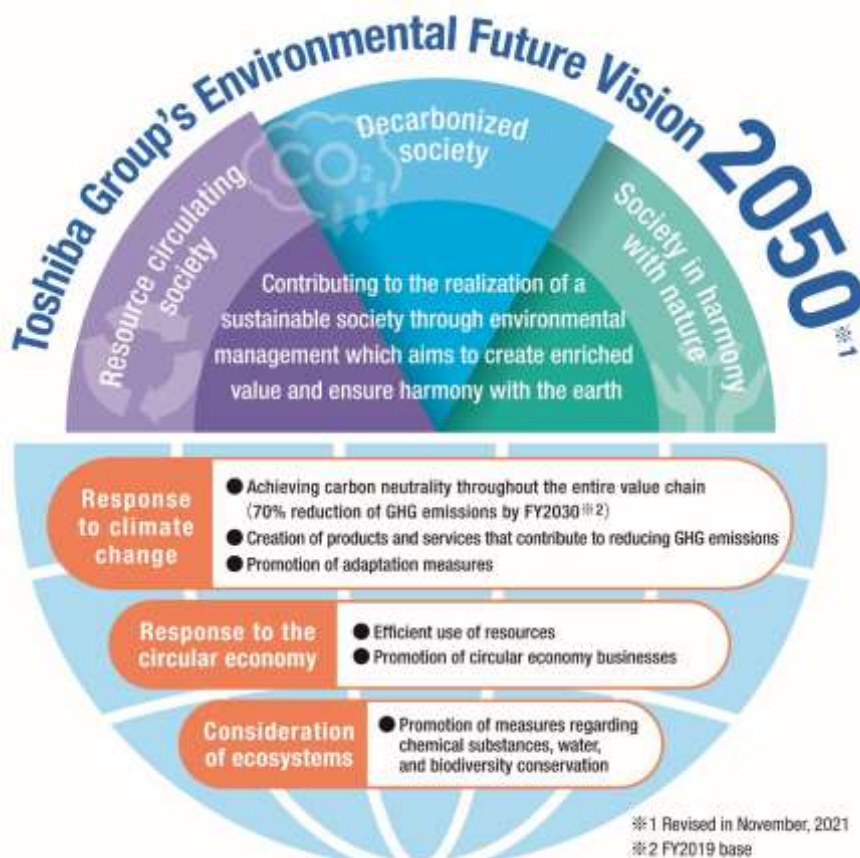 Toshiba Group's Environmental Future Vision 2050※1
Resource circulating
society
CO2
Decarbonized
society
Society in harmony
with nature
Contributing to the realization of a
sustainable society through environmental
management which aims to create enriched
value and ensure harmony with the earth
Response
to climate
change
● Achieving carbon neutrality throughout the entire value chain
(70% reduction of GHG emissions by FY2030※2)
● Creation of products and services that contribute to reducing GHG emissions
● Promotion of adaptation measures
Response to the
circular economy
● Efficient use of resources
● Promotion of circular economy businesses
Consideration
of ecosystems
● Promotion of measures regarding
chemical substances, water,
and biodiversity conservation
※1 Revised in November, 2021
※2 FY2019 base